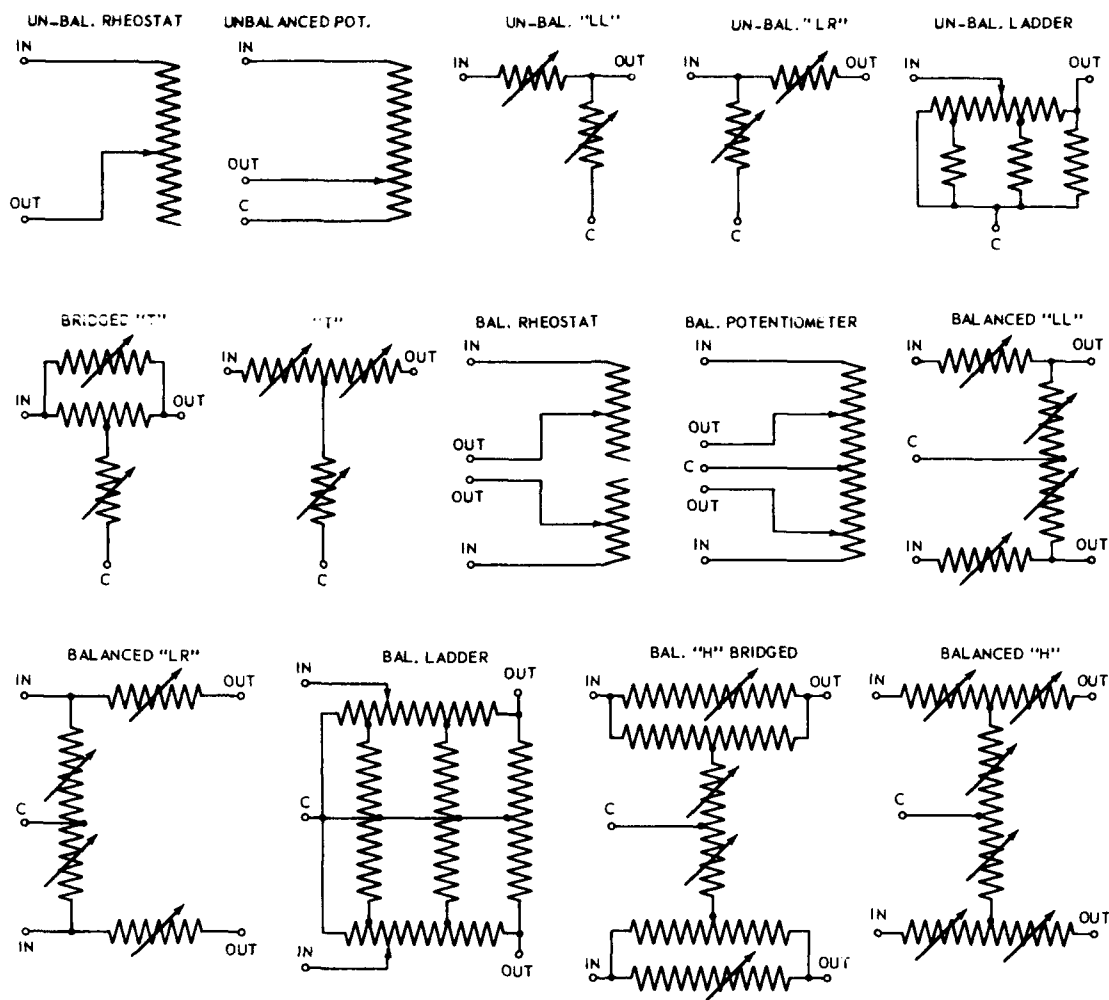 UN-BAL. RHEOSTAT
IN
OUT
UNBALANCED POT.
IN
OUT
C
UN-BAL. "LL"
IN
OUT
C
UN-BAL. "LR"
IN
OUT
C
UN-BAL. LADDER
IN
OUT
C
BRIDGED "T"
IN
OUT
C
"T"
IN
OUT
C
BAL. RHEOSTAT
IN
OUT
OUT
IN
BAL. POTENTIOMETER
IN
OUT
C
OUT
IN
BALANCED "LL"
IN
OUT
C
IN
OUT
BALANCED "LR"
IN
OUT
C
IN
OUT
BAL. LADDER
IN
OUT
C
IN
OUT
BAL. "H" BRIDGED
IN
OUT
C
IN
OUT
BALANCED "H"
IN
OUT
C
IN
OUT